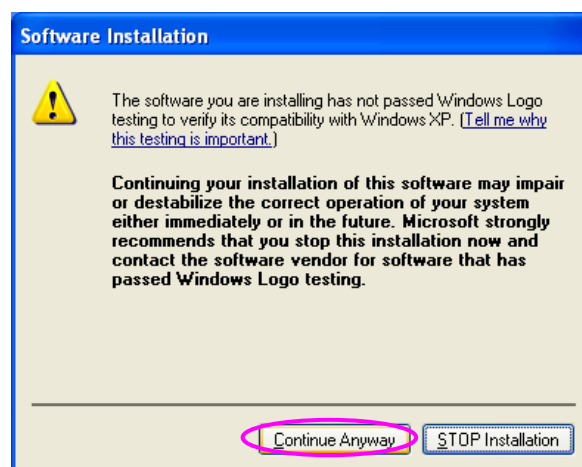 Software Installation
The software you are installing has not passed Windows Logo
testing to verify its compatibility with Windows XP. (Tell me why
this testing is important.)
Continuing your installation of this software may impair
or destabilize the correct operation of your system
either immediately or in the future. Microsoft strongly
recommends that you stop this installation now and
contact the software vendor for software that has
passed Windows Logo testing.
Continue Anyway STOP Installation